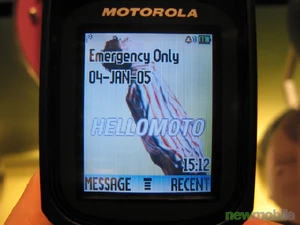 MOTOROLA
Emergency Only
04-JAN-05
HELLOMOTO
15:12
MESSAGE RECENT
newmobile